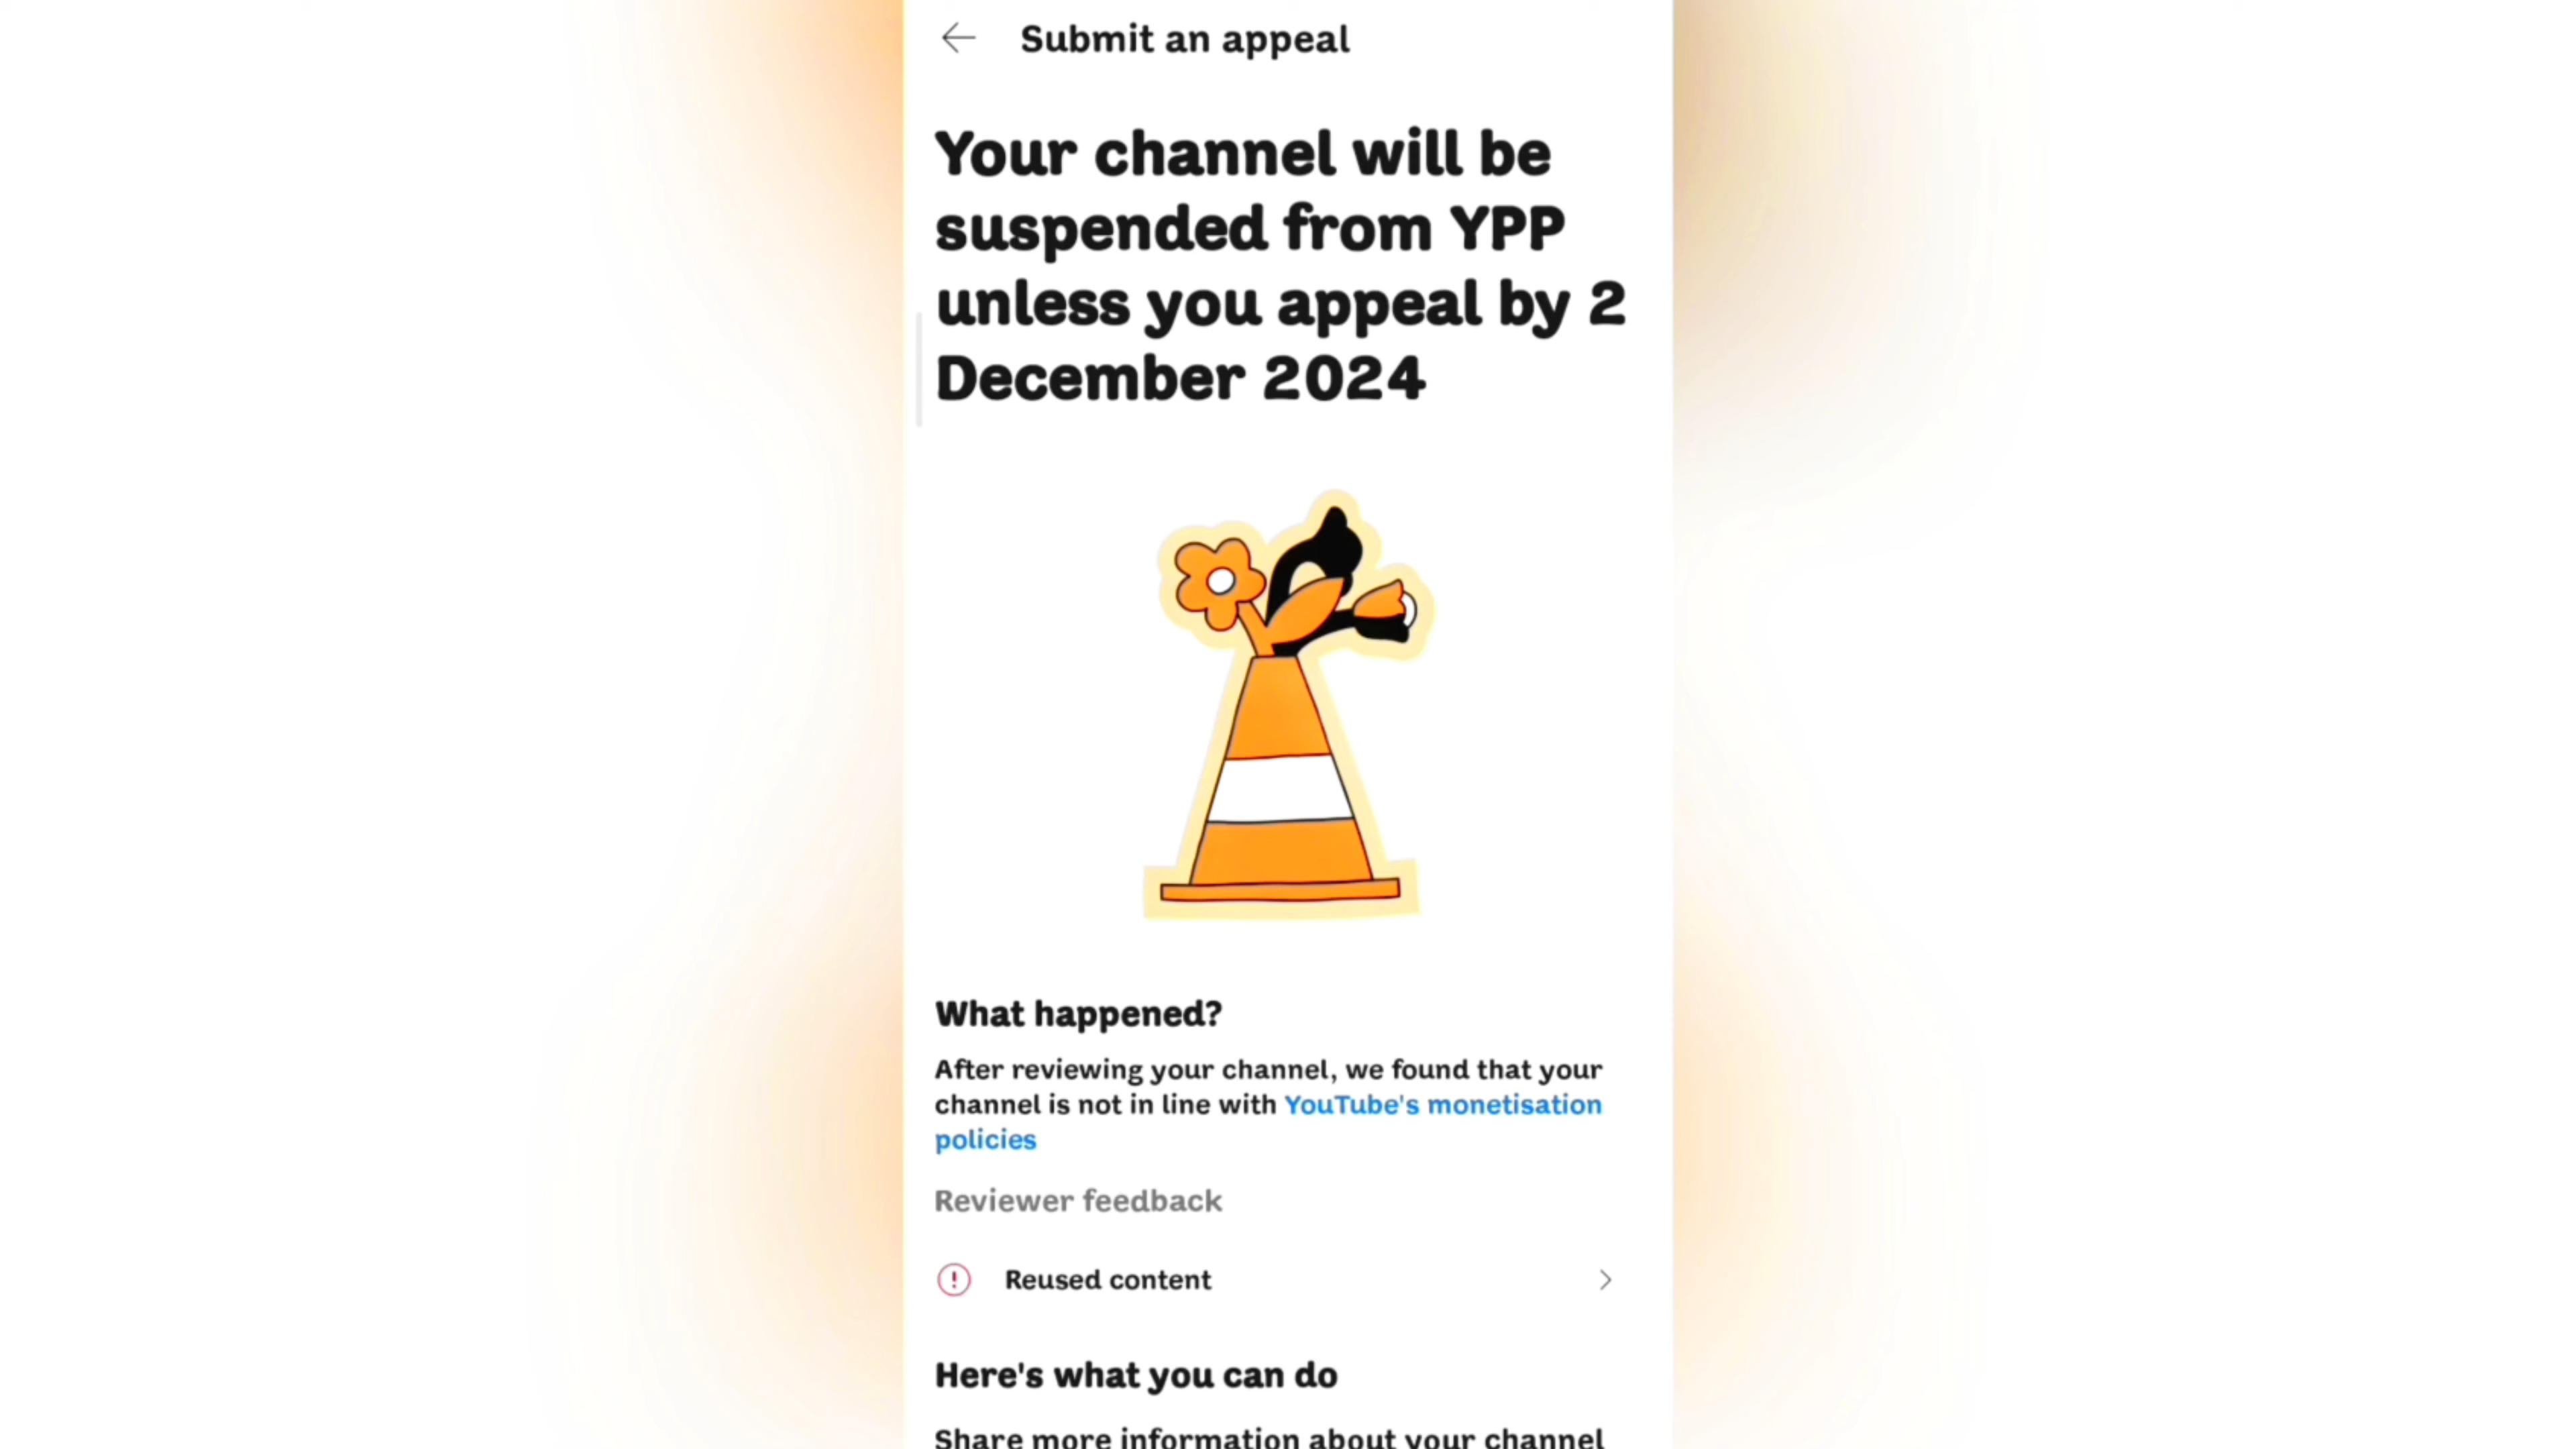 Submit an appeal
Your channel will be
suspended from YPP
unless you appeal by 2
December 2024
What happened?
After reviewing your channel, we found that your
channel is not in line with YouTube's monetisation
policies
Reviewer feedback
Reused content
Here's what you can do
Share more information about your channel